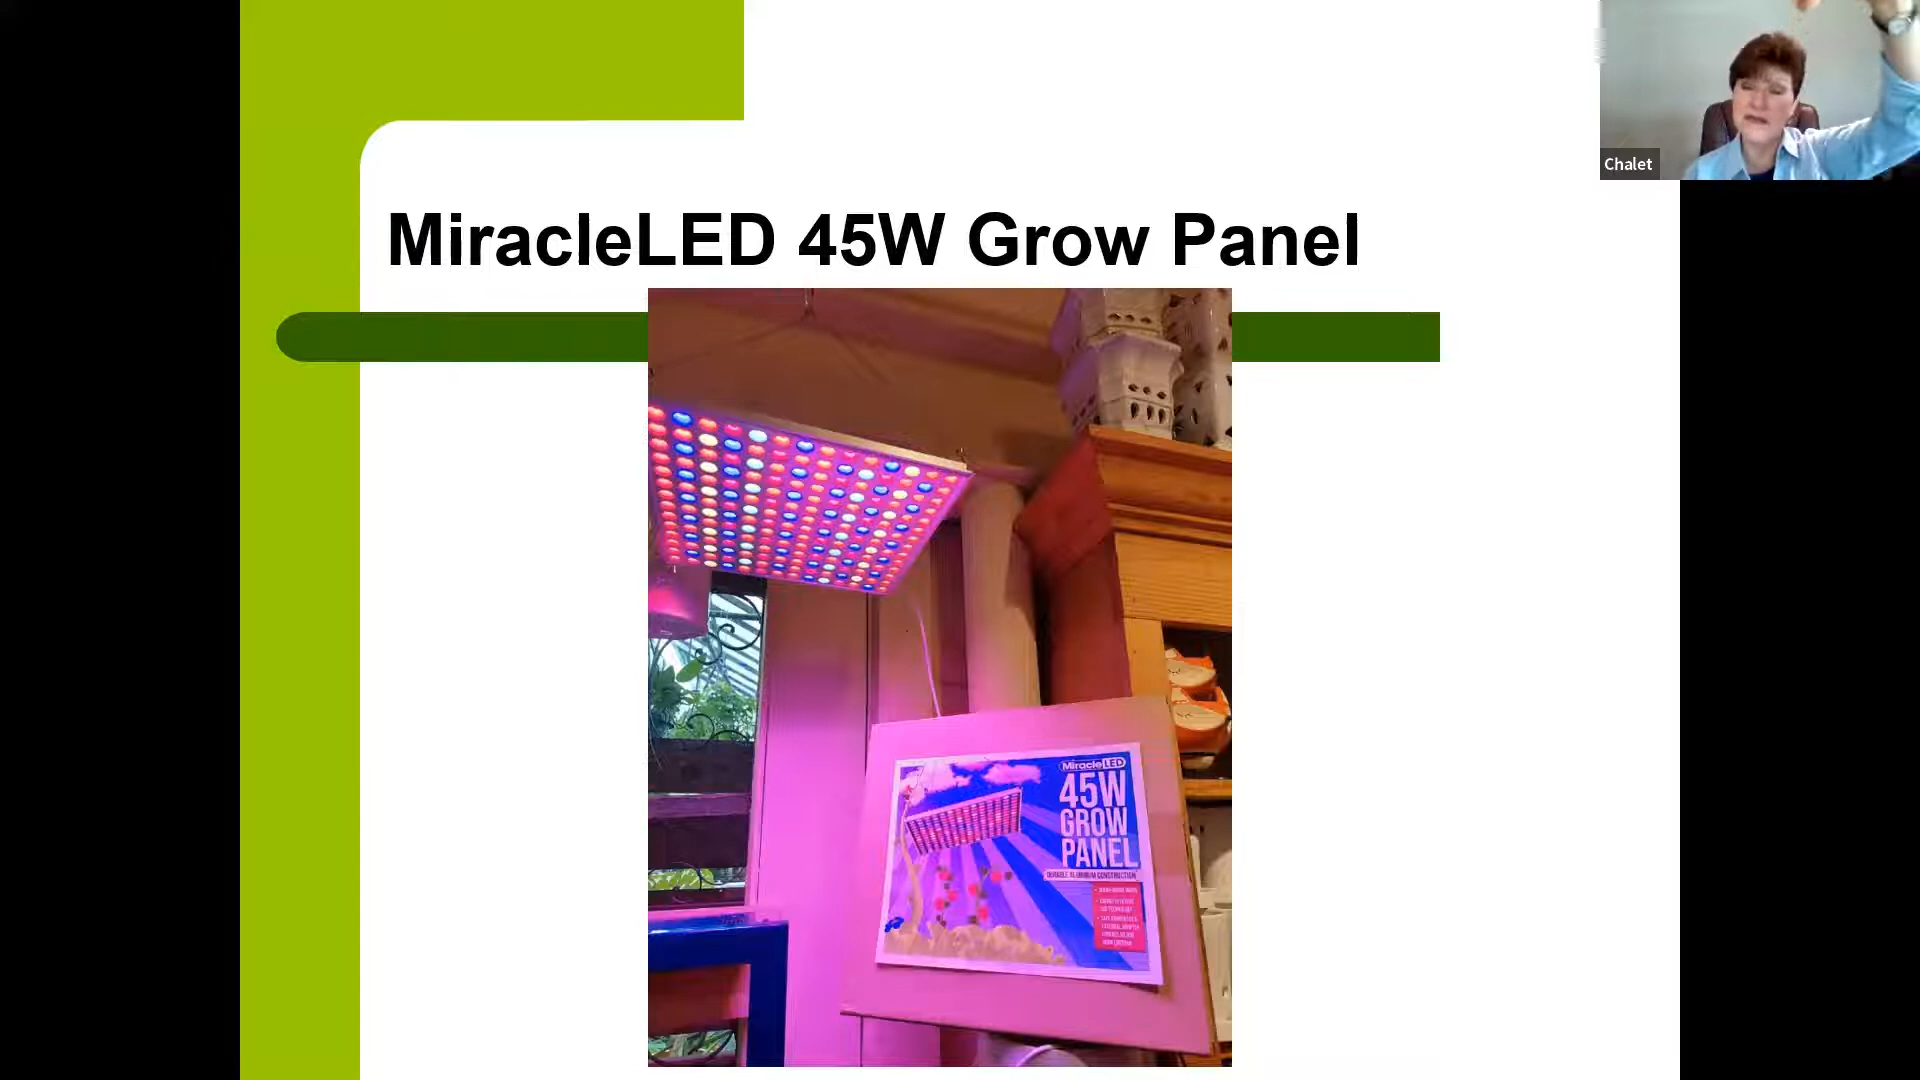 Chalet
MiracleLED 45W Grow Panel
MiracleLED
45W
GROW
PANEL
DURABLE ALUMINUM CONSTRUCTION